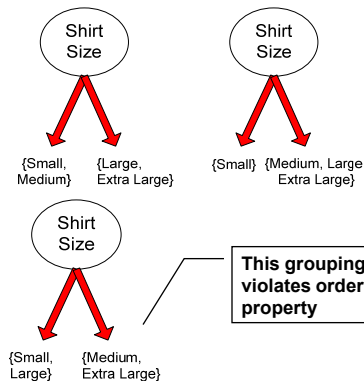 Shirt
Size
{Small,
Medium}
{Large,
Extra Large}
Shirt
Size
{Small}
{Medium, Large
Extra Large}
Shirt
Size
{Small,
Large}
{Medium,
Extra Large}
This grouping
violates order
property